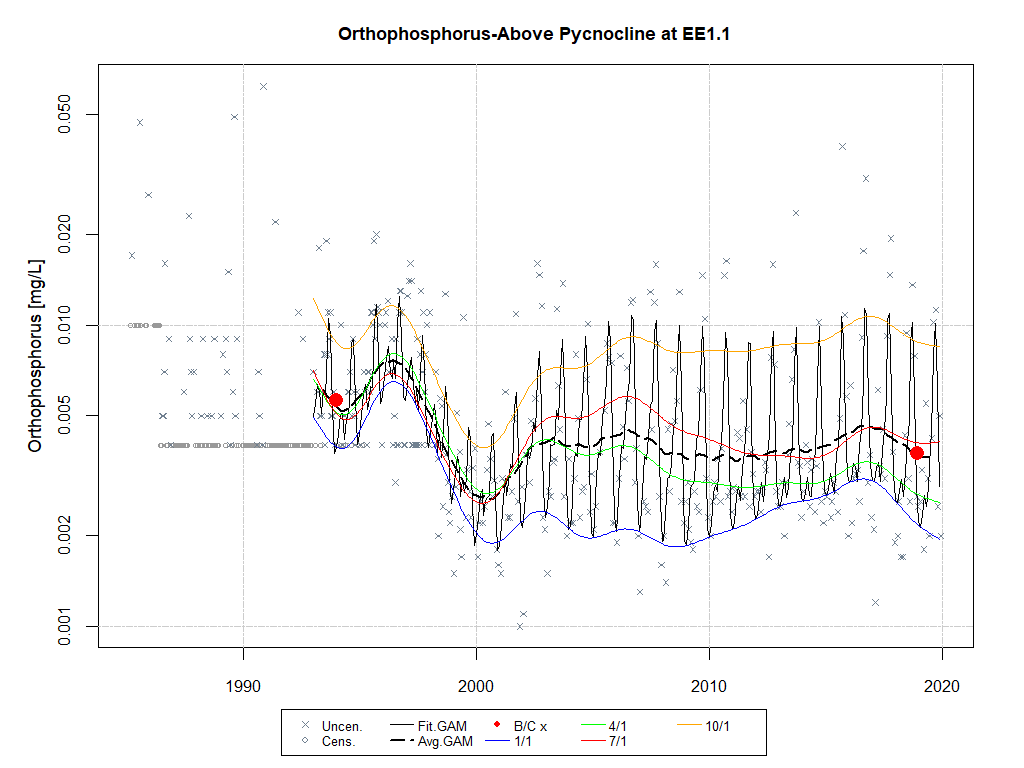 Orthophosphorus-Above Pycnocline at EE1.1
Orthophosphorus [mg/L]
0.050
0.020
0.010
0.005
0.002
0.001
1990 2000 2010 2020
Uncen. Fit.GAM B/C x 4/1 10/1
Cens. Avg.GAM 1/1 7/1